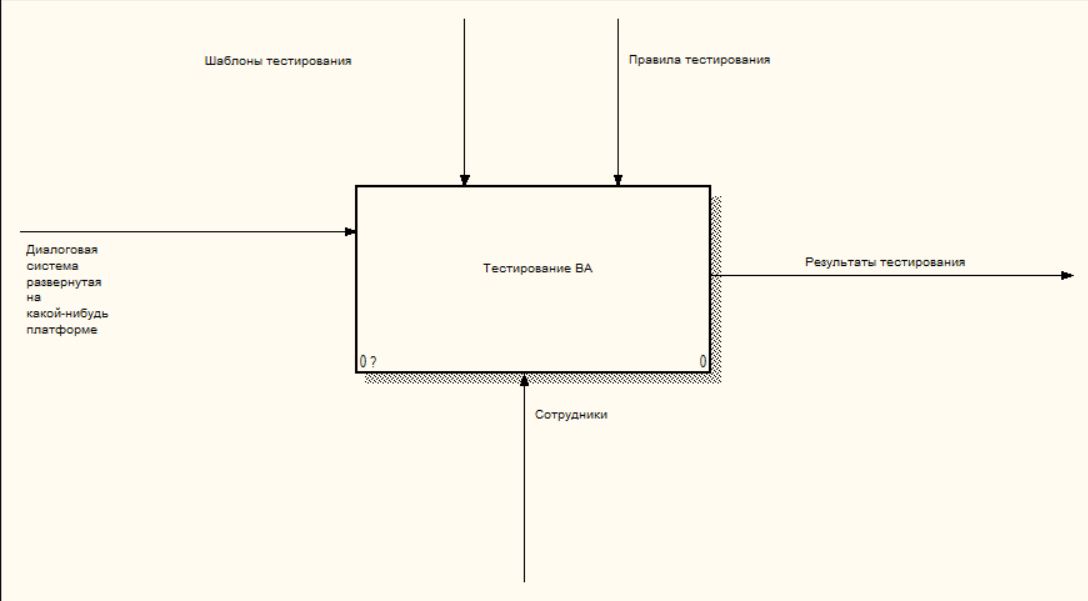 Шаблоны тестирования
Правила тестирования
Диалоговая
система
развернутая
на
какой-нибудь
платформе
Тестирование ВА
Результаты тестирования
0 ?
0
Сотрудники